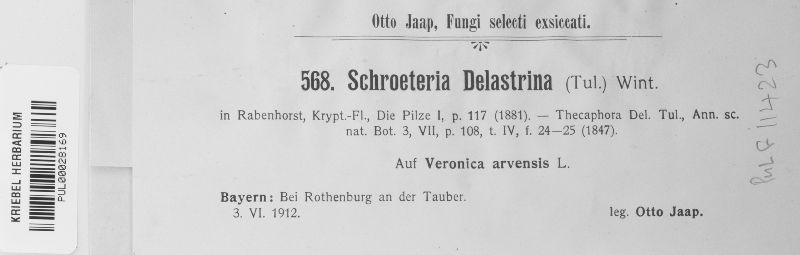 Otto Jaap, Fungi selecti exsiccati.
568. Schroeteria Delastrina (Tul.) Wint.
in Rabenhorst, Krypt.-Fl., Die Pilze I, p. 117 (1881). — Thecaphora Del. Tul., Ann. sc.
nat. Bot. 3, VII, p. 108, t. IV, f. 24—25 (1847).
Auf Veronica arvensis L.
Bayern: Bei Rothenburg an der Tauber.
3. VI. 1912.
leg. Otto Jaap.
KRIEBEL HERBARIUM
PUL00028169
PUL F 11423